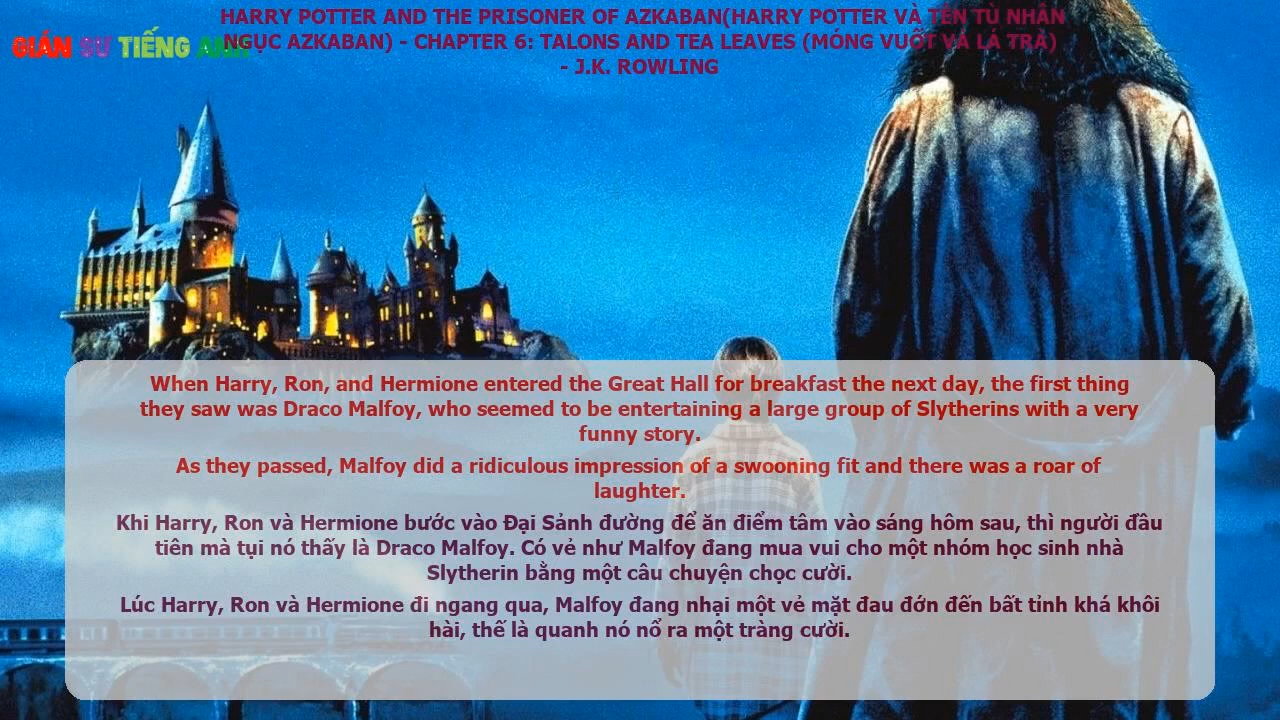 HARRY POTTER AND THE PRISONER OF AZKABAN(HARRY POTTER VÀ TÊN TÙ NHÂN
NGỤC AZKABAN) - CHAPTER 6: TALONS AND TEA LEAVES (MÓNG VUỐT VÀ LÁ TRÀ)
- J.K. ROWLING
GIÁN SỨ TIẾNG ANH
When Harry, Ron, and Hermione entered the Great Hall for breakfast the next day, the first thing
they saw was Draco Malfoy, who seemed to be entertaining a large group of Slytherins with a very
funny story.
As they passed, Malfoy did a ridiculous impression of a swooning fit and there was a roar of
laughter.
Khi Harry, Ron và Hermione bước vào Đại Sảnh đường để ăn điểm tâm vào sáng hôm sau, thì người đầu
tiên mà tụi nó thấy là Draco Malfoy. Có vẻ như Malfoy đang mua vui cho một nhóm học sinh nhà
Slytherin bằng một câu chuyện chọc cười.
Lúc Harry, Ron và Hermione đi ngang qua, Malfoy đang nhại một vẻ mặt đau đớn đến bất tỉnh khá khôi
hài, thế là quanh nó nổ ra một tràng cười.